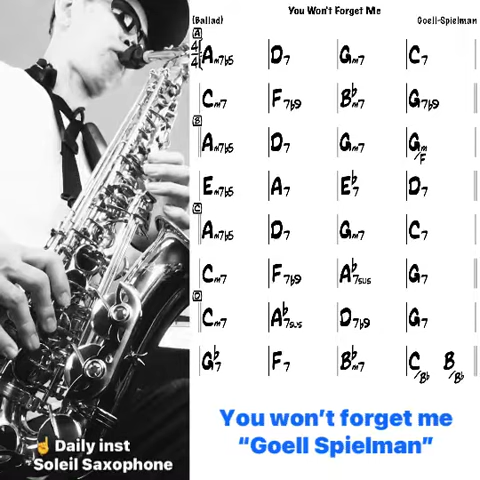 You Won't Forget Me
(Ballad)
Goell-Spielman
A
4/4 Am7b5 D7 Gm7 C7
Cm7 F7b9 Bbm7 G7b9
B
Am7b5 D7 Gm7 Gm/F
Em7b5 A7 Eb7 D7
C
Am7b5 D7 Gm7 C7
Cm7 F7b9 Ab7sus G7
D
Cm7 Ab7sus D7b9 G7
Gb7 F7 Bbm7 C/Bb B/Bb
You won't forget me
“Goell Spielman”
☝️Daily inst
Soleil Saxophone